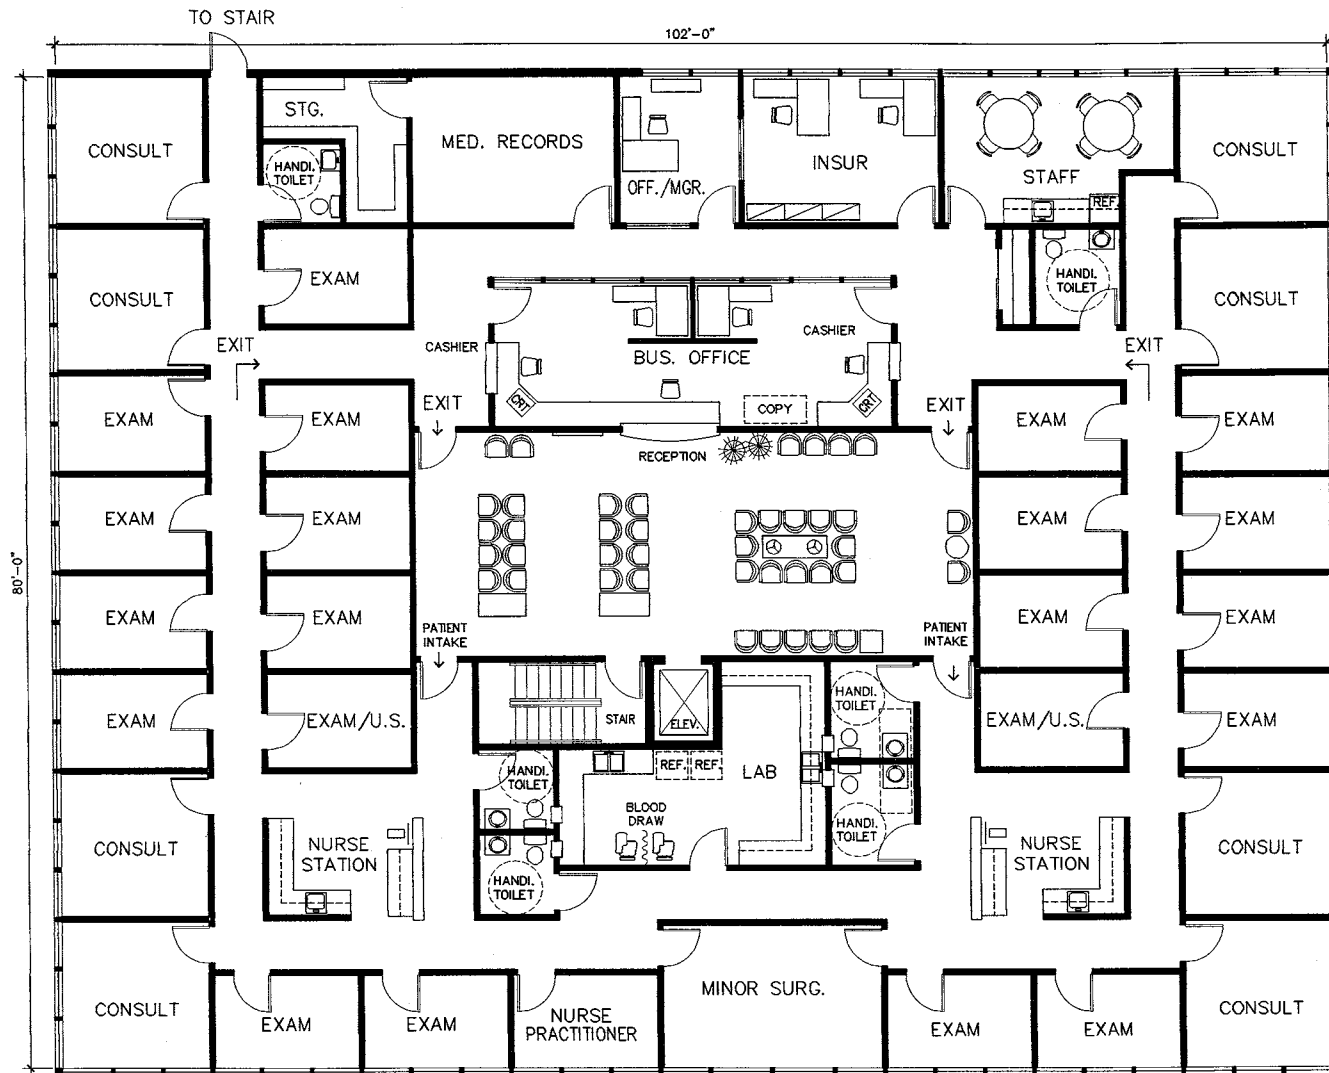 TO STAIR
102'-0"
80'-0"
CONSULT
STG.
HANDI.
TOILET
MED. RECORDS
OFF./MGR.
INSUR
STAFF
REF.
CONSULT
CONSULT
EXAM
HANDI.
TOILET
CONSULT
EXIT
CASHIER
BUS. OFFICE
CASHIER
EXIT
EXAM
EXAM
EXIT
CRT
COPY
CRT
EXIT
EXAM
EXAM
RECEPTION
EXAM
EXAM
EXAM
EXAM
EXAM
EXAM
PATIENT
INTAKE
PATIENT
INTAKE
EXAM
EXAM
EXAM
EXAM/U.S.
STAIR
ELEV.
HANDI.
TOILET
EXAM/U.S.
EXAM
HANDI.
TOILET
REF.
REF.
LAB
BLOOD
DRAW
HANDI.
TOILET
CONSULT
NURSE
STATION
HANDI.
TOILET
NURSE
STATION
CONSULT
CONSULT
EXAM
EXAM
NURSE
PRACTITIONER
MINOR SURG.
EXAM
EXAM
CONSULT